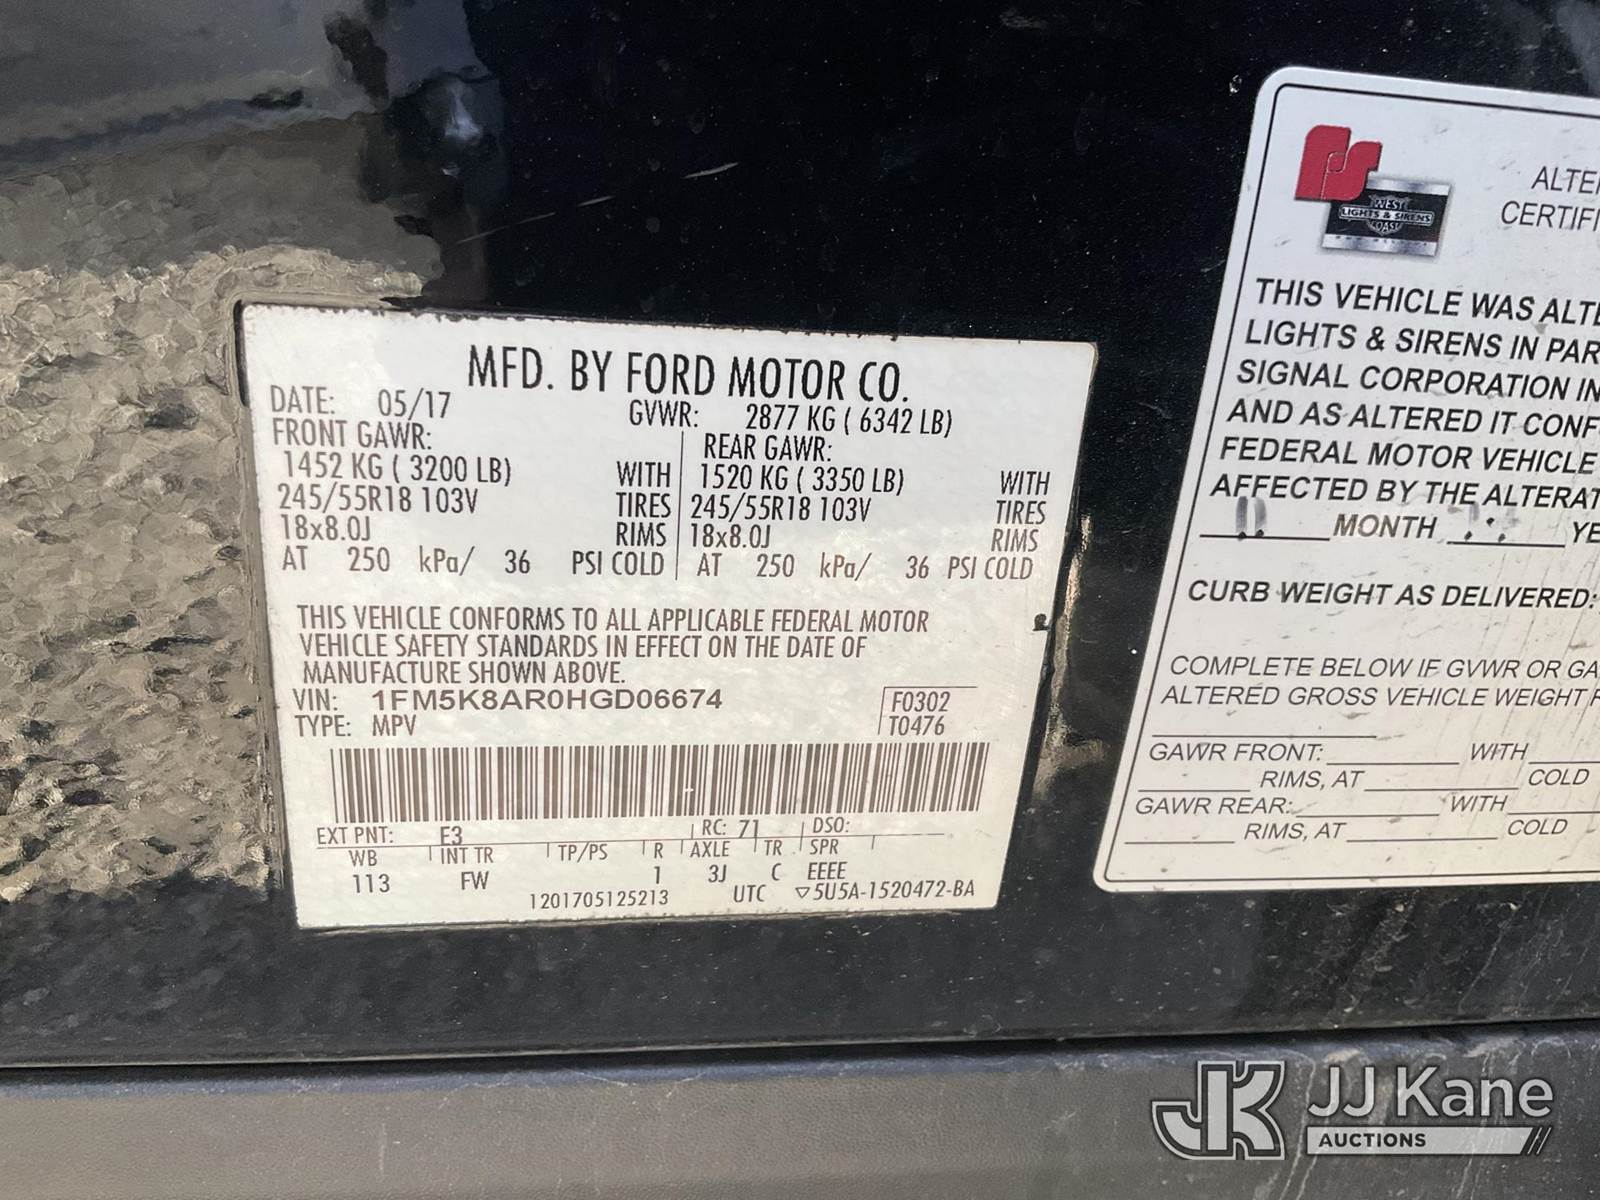 MFD. BY FORD MOTOR CO.
DATE: 05/17 GVWR: 2877 KG ( 6342 LB)
FRONT GAWR: REAR GAWR:
1452 KG ( 3200 LB) WITH 1520 KG ( 3350 LB) WITH
245/55R18 103V TIRES 245/55R18 103V TIRES
18x8.0J RIMS 18x8.0J RIMS
AT 250 kPa/ 36 PSI COLD AT 250 kPa/ 36 PSI COLD
THIS VEHICLE CONFORMS TO ALL APPLICABLE FEDERAL MOTOR
VEHICLE SAFETY STANDARDS IN EFFECT ON THE DATE OF
MANUFACTURE SHOWN ABOVE.
VIN: 1FM5K8AR0HGD06674 F0302
TYPE: MPV T0476
EXT PNT: E3 RC: 71 DSO:
WB INT TR TP/PS R AXLE TR SPR
113 FW 1 3J C EEEE
1201705125213 UTC ▽5U5A-1520472-BA
FS
WEST
LIGHTS & SIRENS
COAST
ALTE
CERTIFI
THIS VEHICLE WAS ALTE
LIGHTS & SIRENS IN PAR
SIGNAL CORPORATION IN
AND AS ALTERED IT CONF
FEDERAL MOTOR VEHICLE
AFFECTED BY THE ALTERAT
MONTH YE
CURB WEIGHT AS DELIVERED:
COMPLETE BELOW IF GVWR OR GA
ALTERED GROSS VEHICLE WEIGHT R
GAWR FRONT: WITH
RIMS, AT COLD
GAWR REAR: WITH
RIMS, AT COLD
JK JJ Kane
AUCTIONS